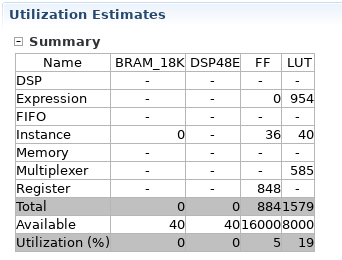 Utilization Estimates
Summary
Name BRAM_18K DSP48E FF LUT
DSP - - - -
Expression - - 0 954
FIFO - - - -
Instance 0 - 36 40
Memory - - - -
Multiplexer - - - 585
Register - - 848 -
Total 0 0 884 1579
Available 40 40 16000 8000
Utilization (%) 0 0 5 19